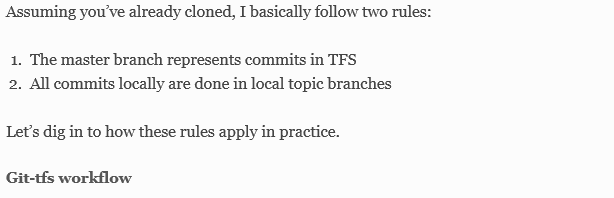 Assuming you’ve already cloned, I basically follow two rules:
1. The master branch represents commits in TFS
2. All commits locally are done in local topic branches
Let’s dig in to how these rules apply in practice.
Git-tfs workflow